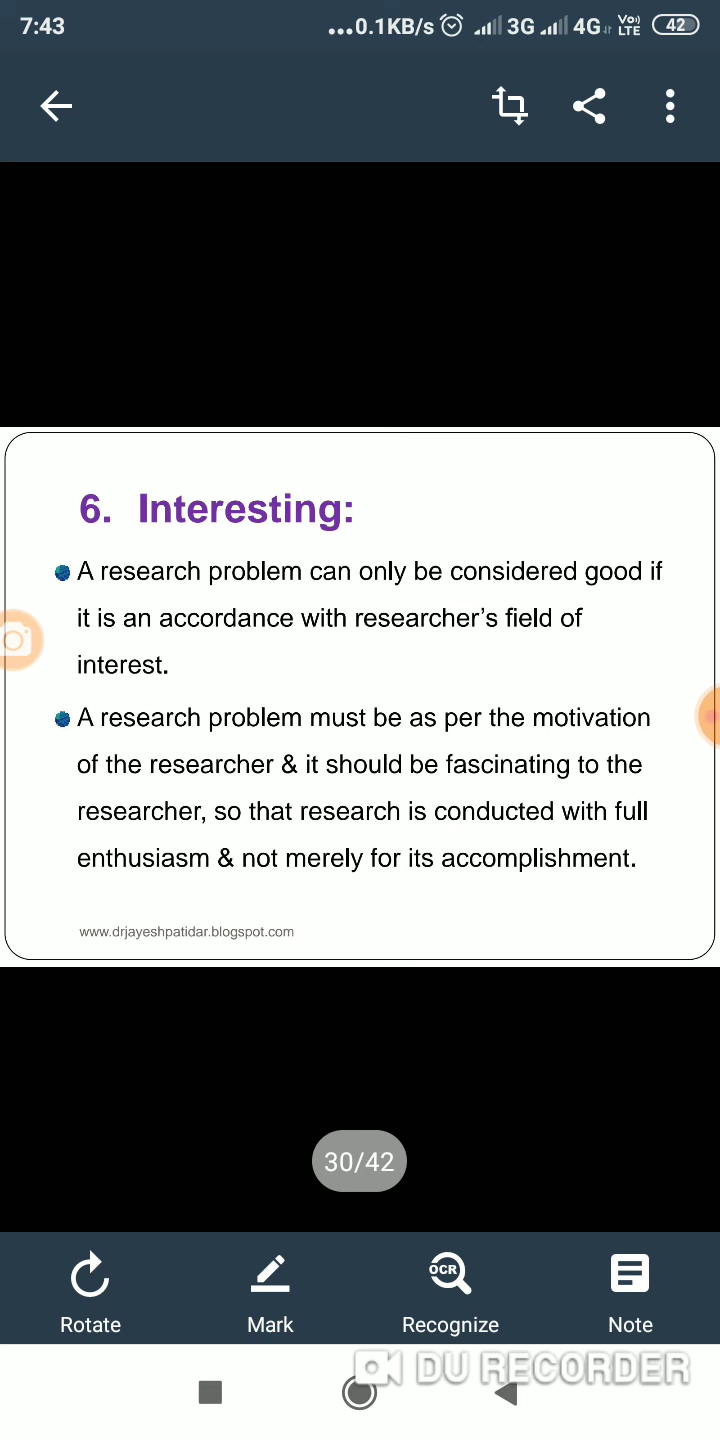 7:43 ...0.1KB/s 3G 4G Vo)) LTE 42
6. Interesting:
A research problem can only be considered good if
it is an accordance with researcher's field of
interest.
A research problem must be as per the motivation
of the researcher & it should be fascinating to the
researcher, so that research is conducted with full
enthusiasm & not merely for its accomplishment.
www.drjayeshpatidar.blogspot.com
30/42
OCR
Rotate Mark Recognize Note
DU RECORDER